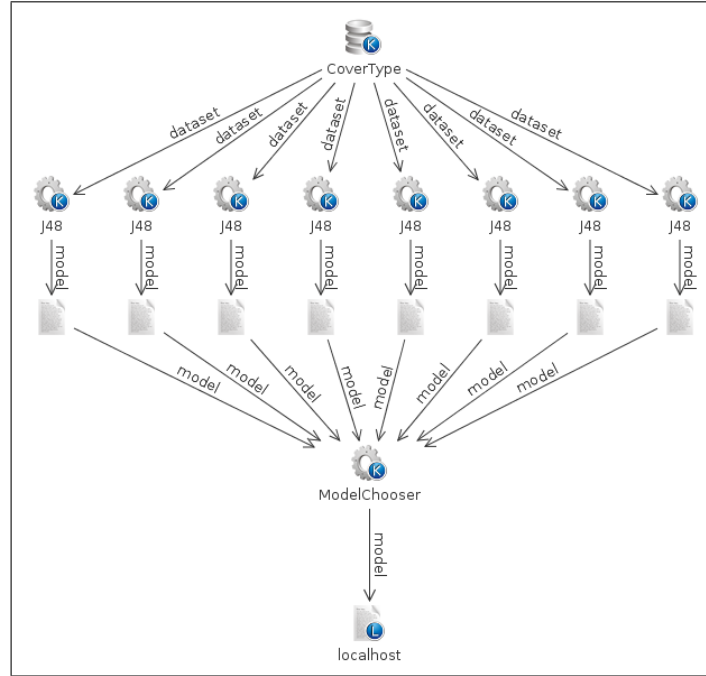 K
CoverType
dataset
dataset
dataset
dataset
dataset
dataset
dataset
dataset
K K K K K K K K
J48 J48 J48 J48 J48 J48 J48 J48
model model model model model model model model
model model model model model model model model
K
ModelChooser
model
L
localhost